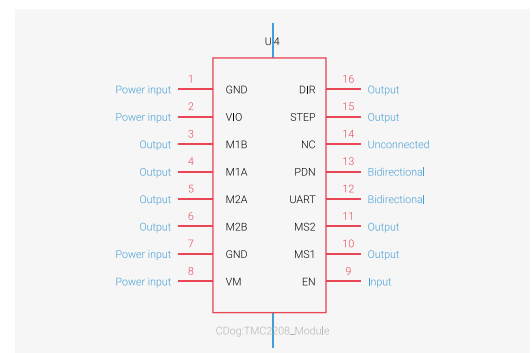 U4
Power input 1 GND DIR 16 Output
Power input 2 VIO STEP 15 Output
Output 3 M1B NC 14 Unconnected
Output 4 M1A PDN 13 Bidirectional
Output 5 M2A UART 12 Bidirectional
Output 6 M2B MS2 11 Output
Power input 7 GND MS1 10 Output
Power input 8 VM EN 9 Input
CDog:TMC2208_Module